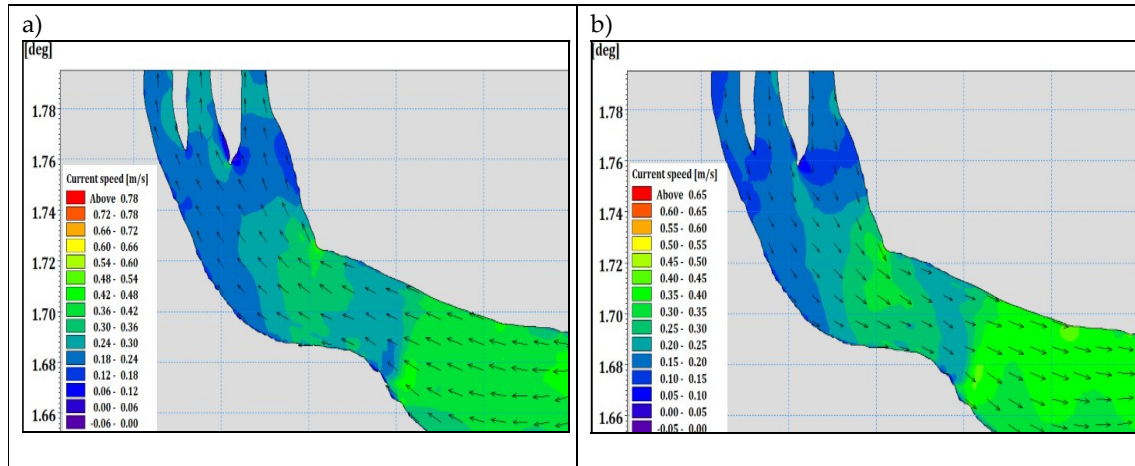 a)
[deg]
1.78
1.76
1.74
1.72
1.70
1.68
1.66
Current speed [m/s]
Above 0.78
0.72 - 0.78
0.66 - 0.72
0.60 - 0.66
0.54 - 0.60
0.48 - 0.54
0.42 - 0.48
0.36 - 0.42
0.30 - 0.36
0.24 - 0.30
0.18 - 0.24
0.12 - 0.18
0.06 - 0.12
0.00 - 0.06
-0.06 - 0.00
b)
[deg]
1.78
1.76
1.74
1.72
1.70
1.68
1.66
Current speed [m/s]
Above 0.65
0.60 - 0.65
0.55 - 0.60
0.50 - 0.55
0.45 - 0.50
0.40 - 0.45
0.35 - 0.40
0.30 - 0.35
0.25 - 0.30
0.20 - 0.25
0.15 - 0.20
0.10 - 0.15
0.05 - 0.10
0.00 - 0.05
-0.05 - 0.00